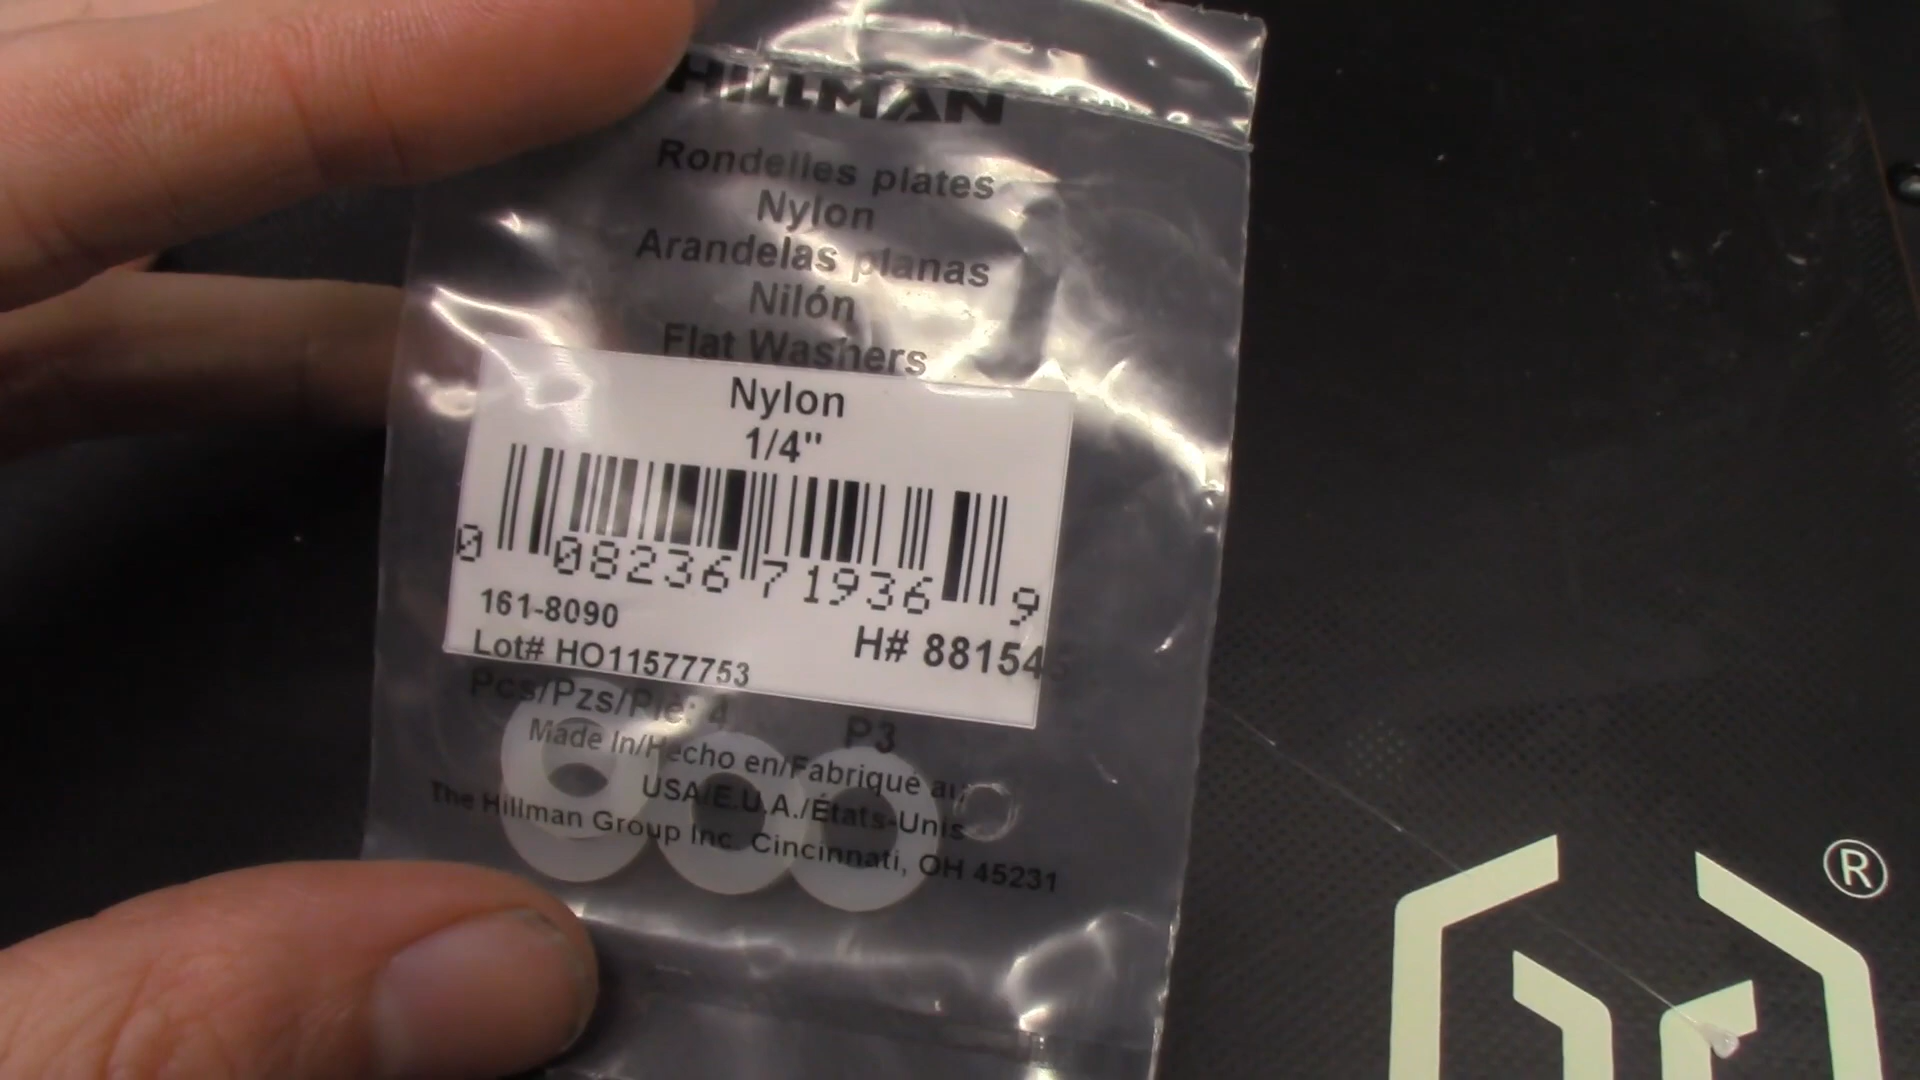 HILLMAN
Rondelles plates
Nylon
Arandelas planas
Nilón
Flat Washers
Nylon
1/4"
0 08236 71936 9
161-8090
H# 881545
Lot# HO11577753
Pcs/Pzs/Pie: 4
P3
Made In/Hecho en/Fabriqué au:
USA/E.U.A./États-Unis
The Hillman Group Inc. Cincinnati, OH 45231
®